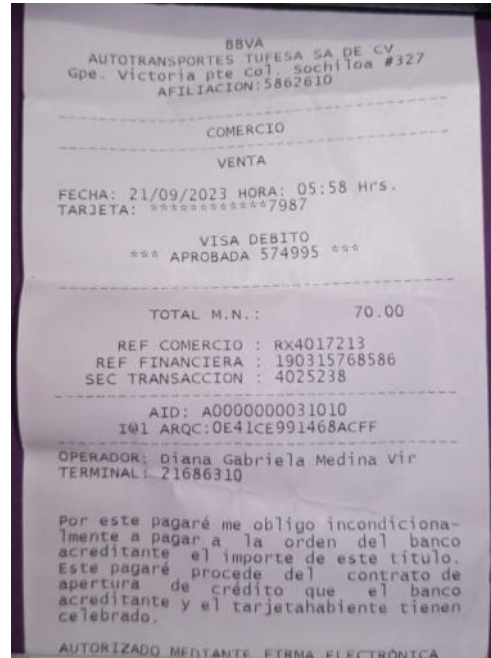 BBVA
AUTOTRANSPORTES TUFESA SA DE CV
Gpe. Victoria pte Col. Sochiloa #327
AFILIACION:5862610
COMERCIO
VENTA
FECHA: 21/09/2023 HORA: 05:58 Hrs.
TARJETA: ************7987
VISA DEBITO
*** APROBADA 574995 ***
TOTAL M.N.: 70.00
REF COMERCIO : RX4017213
REF FINANCIERA : 190315768586
SEC TRANSACCION : 4025238
AID: A0000000031010
I@1 ARQC:0E41CE991468ACFF
OPERADOR: Diana Gabriela Medina Vir
TERMINAL: 21686310
Por este pagaré me obligo incondiciona-
lmente a pagar a la orden del banco
acreditante el importe de este título.
Este pagaré procede del contrato de
apertura de crédito que el banco
acreditante y el tarjetahabiente tienen
celebrado.
AUTORIZADO MEDIANTE FIRMA ELECTRÓNICA